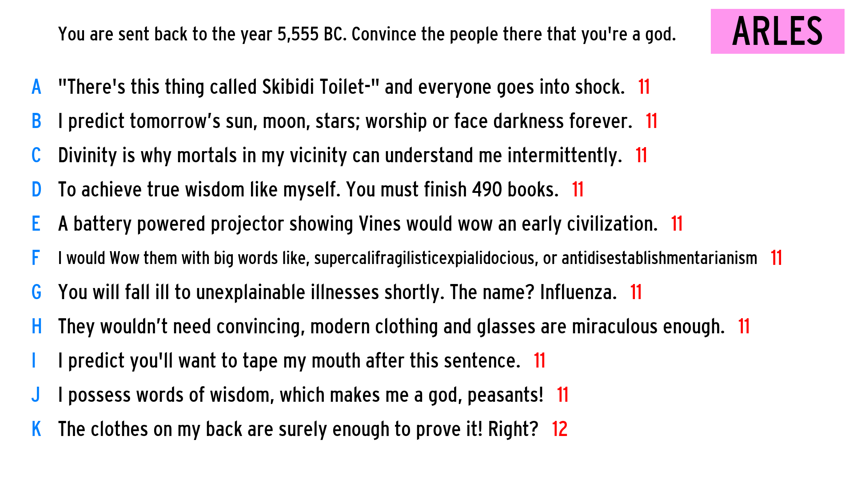 You are sent back to the year 5,555 BC. Convince the people there that you're a god.
ARLES
A "There's this thing called Skibidi Toilet-" and everyone goes into shock. 11
B I predict tomorrow’s sun, moon, stars; worship or face darkness forever. 11
C Divinity is why mortals in my vicinity can understand me intermittently. 11
D To achieve true wisdom like myself. You must finish 490 books. 11
E A battery powered projector showing Vines would wow an early civilization. 11
F I would Wow them with big words like, supercalifragilisticexpialidocious, or antidisestablishmentarianism 11
G You will fall ill to unexplainable illnesses shortly. The name? Influenza. 11
H They wouldn’t need convincing, modern clothing and glasses are miraculous enough. 11
I I predict you'll want to tape my mouth after this sentence. 11
J I possess words of wisdom, which makes me a god, peasants! 11
K The clothes on my back are surely enough to prove it! Right? 12